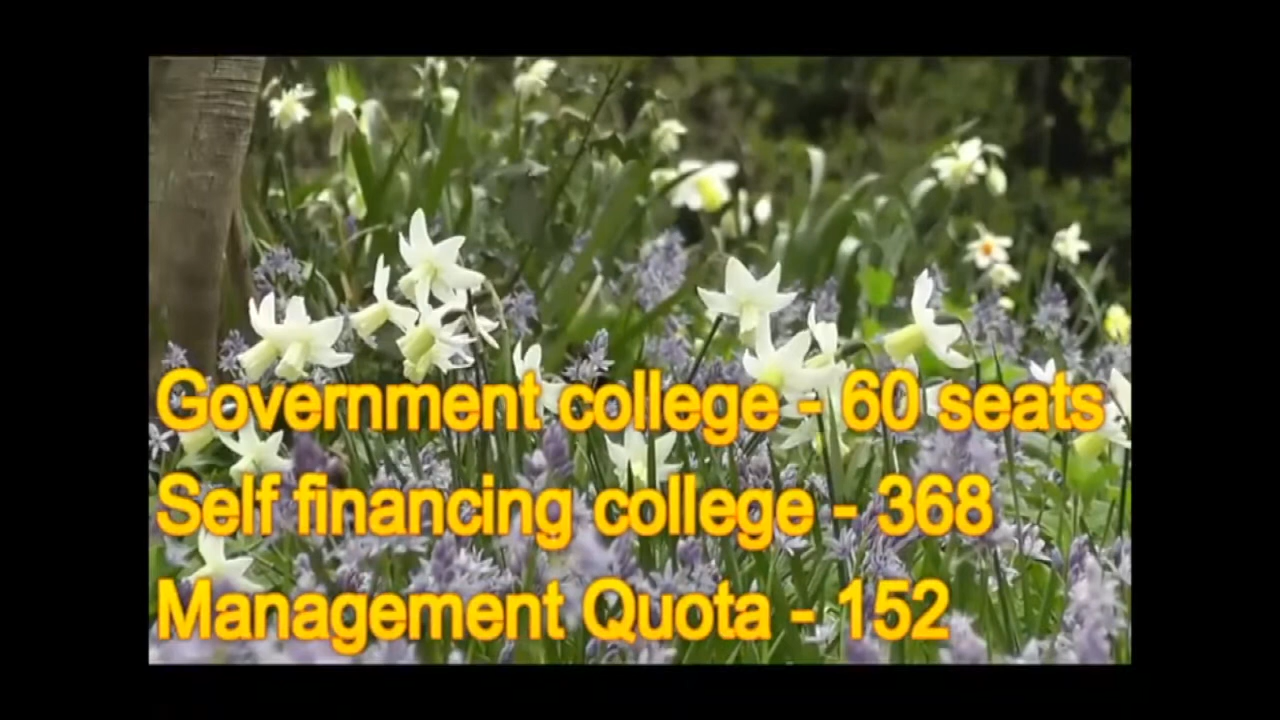 Government college - 60 seats
Self financing college - 368
Management Quota - 152